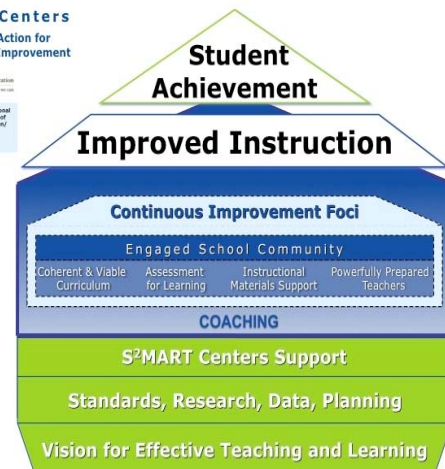 Centers
Action for
Improvement
Student
Achievement
Improved Instruction
Continuous Improvement Foci
Engaged School Community
Coherent & Viable
Curriculum
Assessment
for Learning
Instructional
Materials Support
Powerfully Prepared
Teachers
COACHING
S²MART Centers Support
Standards, Research, Data, Planning
Vision for Effective Teaching and Learning